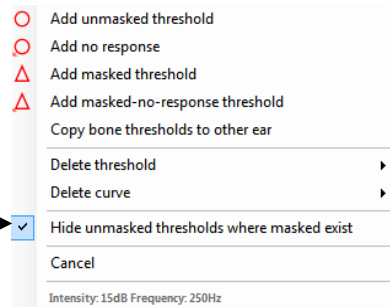 Add unmasked threshold
Add no response
Add masked threshold
Add masked-no-response threshold
Copy bone thresholds to other ear
Delete threshold
Delete curve
Hide unmasked thresholds where masked exist
Cancel
Intensity: 15dB Frequency: 250Hz